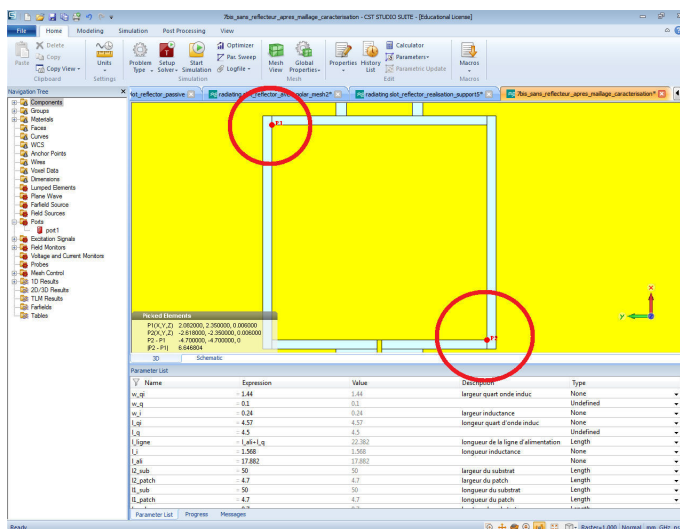 7bis_sans_reflecteur_apres_maillage_caracterisation* - CST STUDIO SUITE - [Educational License]
File Home Modeling Simulation Post Processing View
Paste
Delete
Copy
Copy View
Clipboard
Units
Settings
Problem Type
Setup Solver
Start Simulation
Optimizer
Par. Sweep
Logfile
Simulation
Mesh View
Global Properties
Mesh
Properties
History List
Calculator
Parameters
Parametric Update
Edit
Macros
Macros
Navigation Tree
Components
Groups
Materials
Faces
Curves
WCS
Anchor Points
Wires
Voxel Data
Dimensions
Lumped Elements
Plane Wave
Farfield Source
Field Sources
Ports
port1
Excitation Signals
Field Monitors
Voltage and Current Monitors
Probes
Mesh Control
1D Results
2D/3D Results
TLM Results
Farfields
Tables
lot_reflector_passive
radiating slot_reflector_realisation_support5*
7bis_sans_reflecteur_apres_maillage_caracterisation*
P1
P2
x
y
Picked Elements
P1(X,Y,Z) 2.082000, 2.350000, 0.006000
P2(X,Y,Z) -2.618000, -2.350000, 0.006000
P2 - P1 -4.700000, -4.700000, 0
|P2 - P1| 6.646804
3D Schematic
Parameter List
Name Expression Value Description Type
w_qi = 1.44 1.44 largeur quart onde induc None
w_q = 0.1 0.1 Undefined
w_i = 0.24 0.24 largeur inductance None
l_qi = 4.57 4.57 longeur quart d'onde induc None
l_q = 4.5 4.5 Undefined
l_ligne = l_ali+l_q 22.382 longueur de la ligne d'alimentation Length
l_i = 1.568 1.568 longueur inductance None
l_ali = 17.882 17.882 None
l2_sub = 50 50 largeur du substrat Length
l2_patch = 4.7 4.7 largeur du patch Length
l1_sub = 50 50 longueur du substrat Length
l1_patch = 4.7 4.7 longueur du patch Length
Parameter List Progress Messages
Ready
Raster=1.000 Normal mm GHz ns